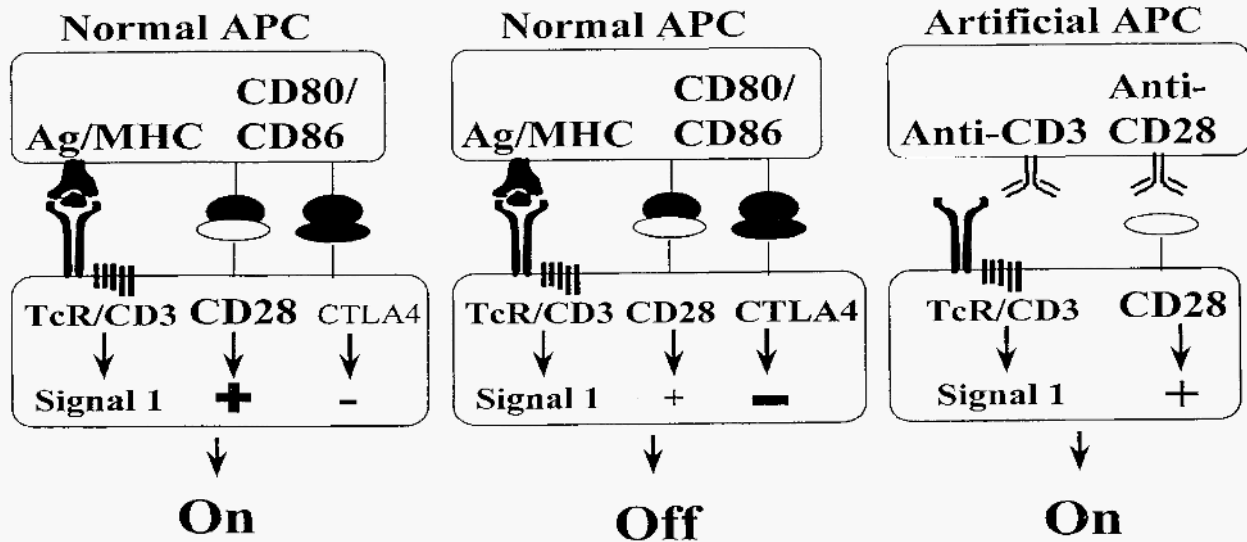 Normal APC
CD80/
Ag/MHC CD86
TcR/CD3 CD28 CTLA4
Signal 1 + -
On
Normal APC
CD80/
Ag/MHC CD86
TcR/CD3 CD28 CTLA4
Signal 1 + -
Off
Artificial APC
Anti-
Anti-CD3 CD28
TcR/CD3 CD28
Signal 1 +
On